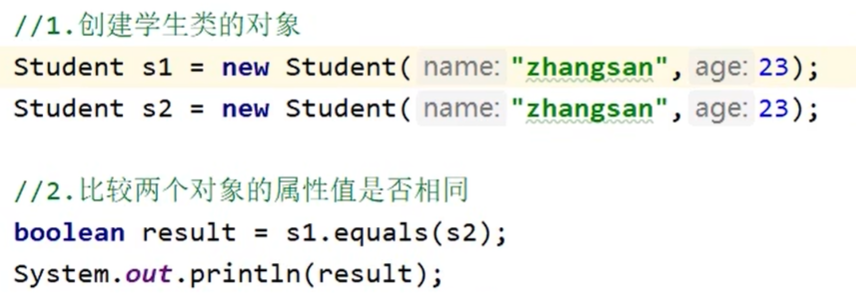 //1.创建学生类的对象
Student s1 = new Student( name: "zhangsan", age: 23);
Student s2 = new Student( name: "zhangsan", age: 23);
//2.比较两个对象的属性值是否相同
boolean result = s1.equals(s2);
System.out.println(result);